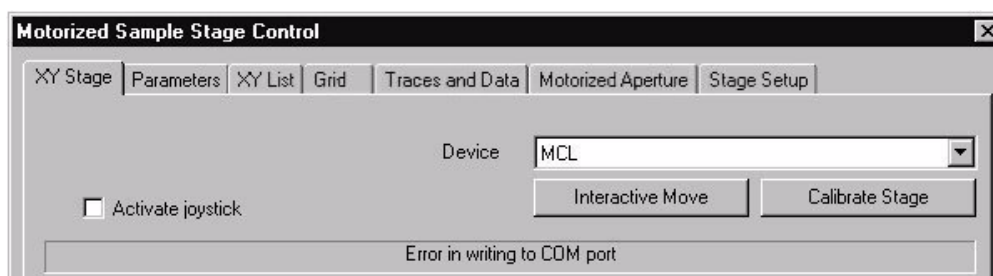 Motorized Sample Stage Control
XY Stage Parameters XY List Grid Traces and Data Motorized Aperture Stage Setup
Device MCL
Interactive Move Calibrate Stage
Activate joystick
Error in writing to COM port